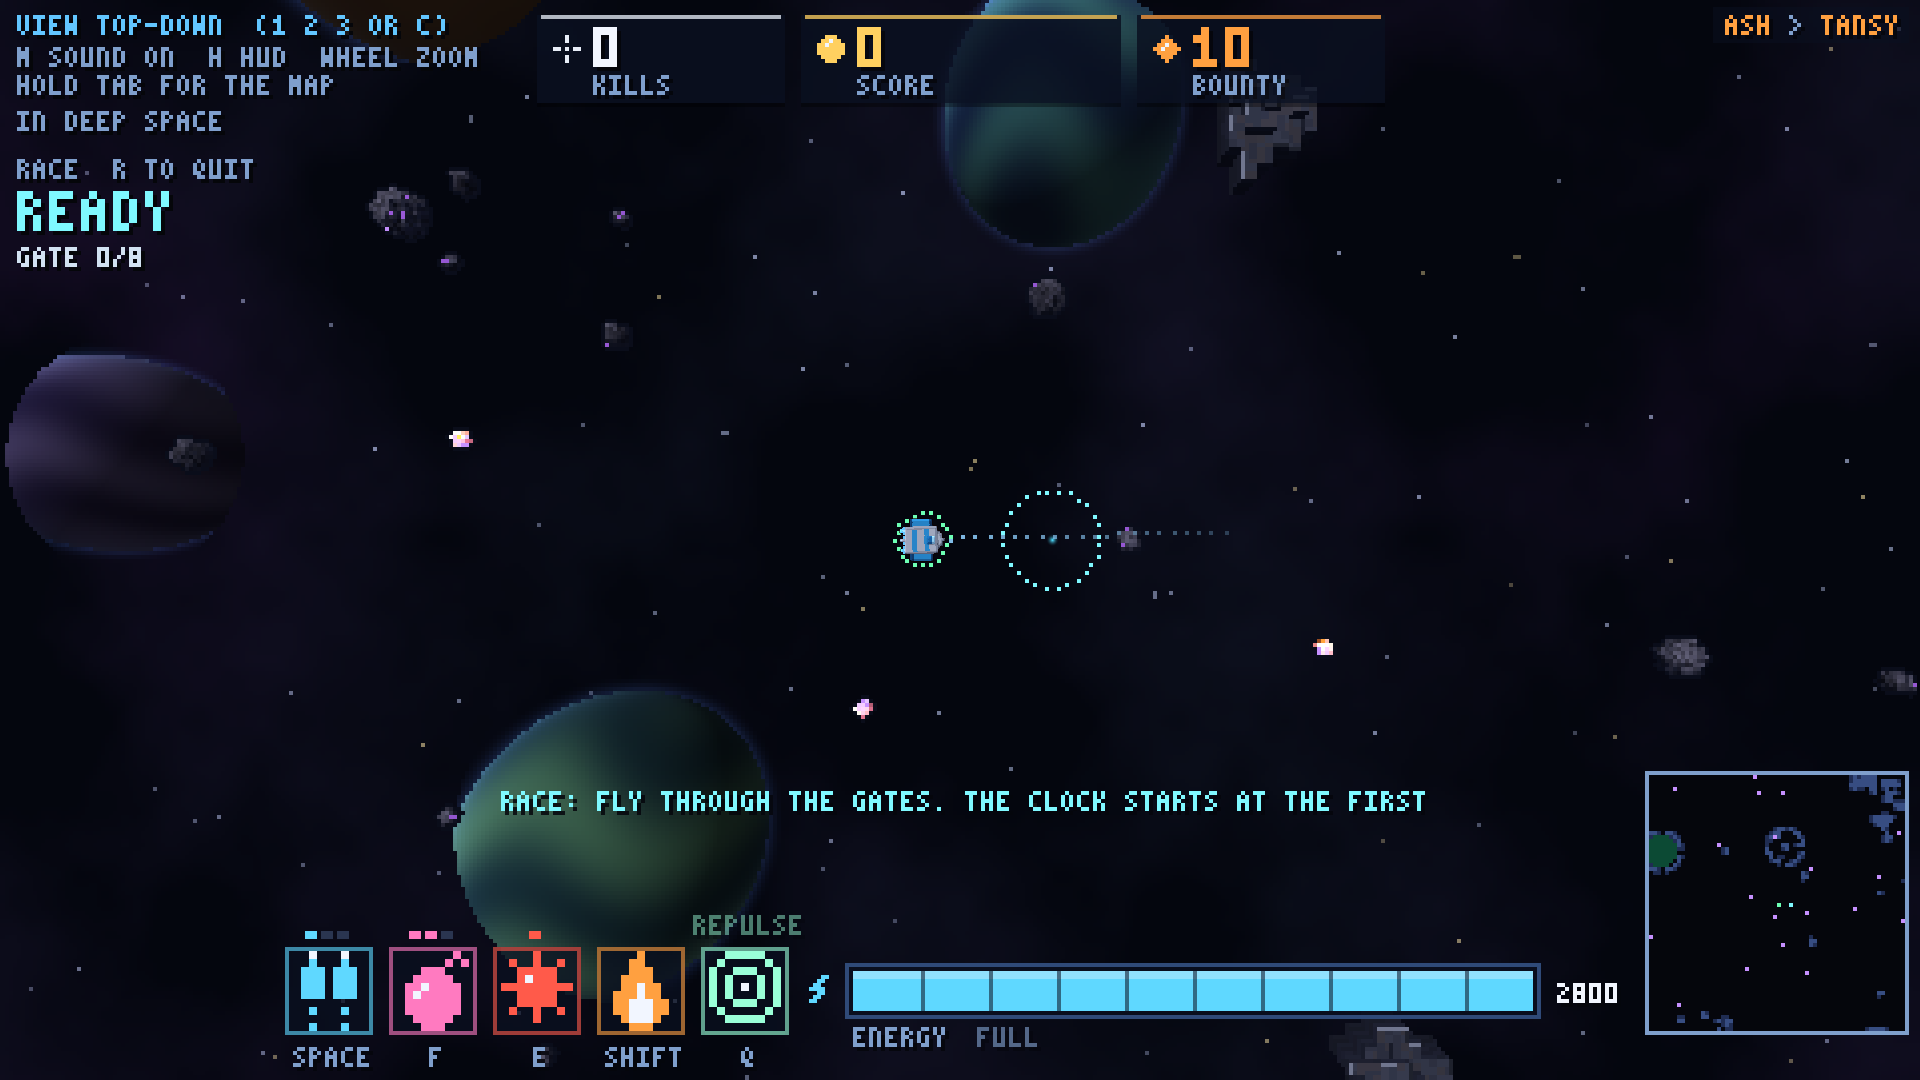 VIEW TOP-DOWN (1 2 3 OR C)
M SOUND ON H HUD WHEEL ZOOM
HOLD TAB FOR THE MAP
IN DEEP SPACE
RACE. R TO QUIT
READY
GATE 0/8
0
KILLS
0
SCORE
10
BOUNTY
ASH > TANSY
RACE: FLY THROUGH THE GATES. THE CLOCK STARTS AT THE FIRST
REPULSE
SPACE
F
E
SHIFT
Q
2800
ENERGY FULL